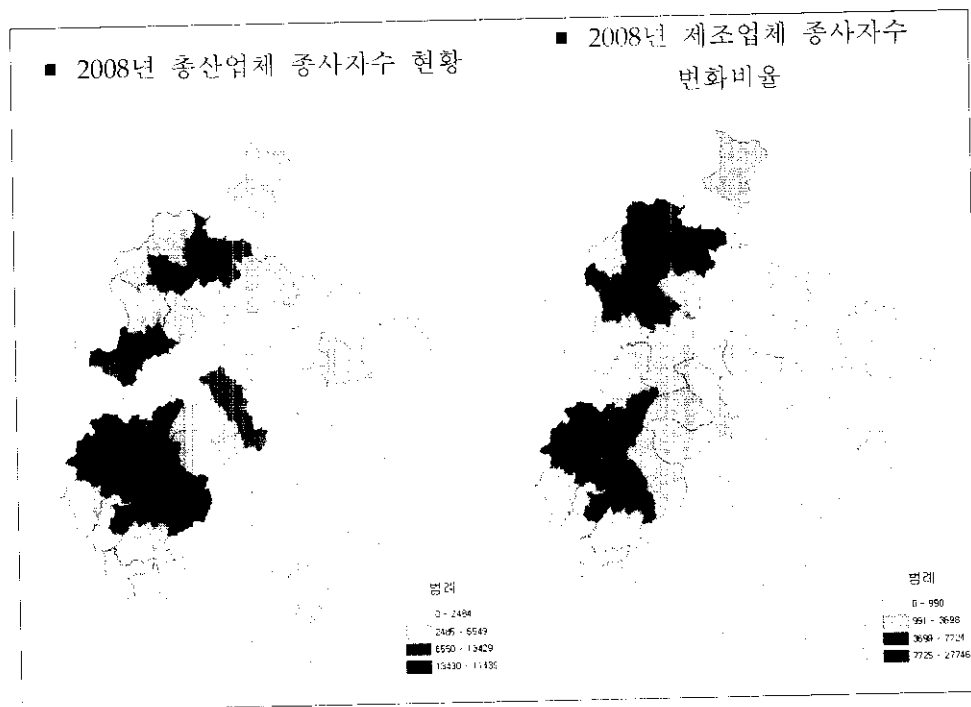 ■ 2008년 총산업체 종사자수 현황
■ 2008년 제조업체 종사자수
변화비율
범례
0 - 2484
2485 - 6549
6550 - 13429
범례
0 - 990
991 - 3698
3699 - 7724
7725 - 27746